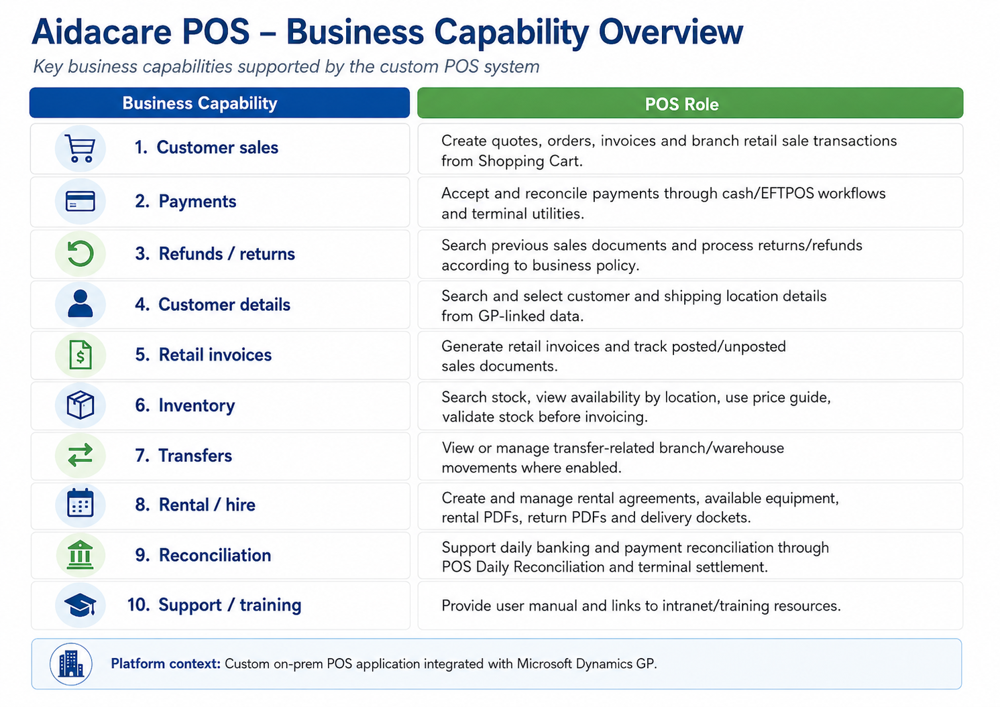 Aidacare POS – Business Capability Overview
Key business capabilities supported by the custom POS system
Business Capability
POS Role
1. Customer sales
Create quotes, orders, invoices and branch retail sale transactions
from Shopping Cart.
2. Payments
Accept and reconcile payments through cash/EFTPOS workflows
and terminal utilities.
3. Refunds / returns
Search previous sales documents and process returns/refunds
according to business policy.
4. Customer details
Search and select customer and shipping location details
from GP-linked data.
5. Retail invoices
Generate retail invoices and track posted/unposted
sales documents.
6. Inventory
Search stock, view availability by location, use price guide,
validate stock before invoicing.
7. Transfers
View or manage transfer-related branch/warehouse
movements where enabled.
8. Rental / hire
Create and manage rental agreements, available equipment,
rental PDFs, return PDFs and delivery dockets.
9. Reconciliation
Support daily banking and payment reconciliation through
POS Daily Reconciliation and terminal settlement.
10. Support / training
Provide user manual and links to intranet/training resources.
Platform context: Custom on-prem POS application integrated with Microsoft Dynamics GP.